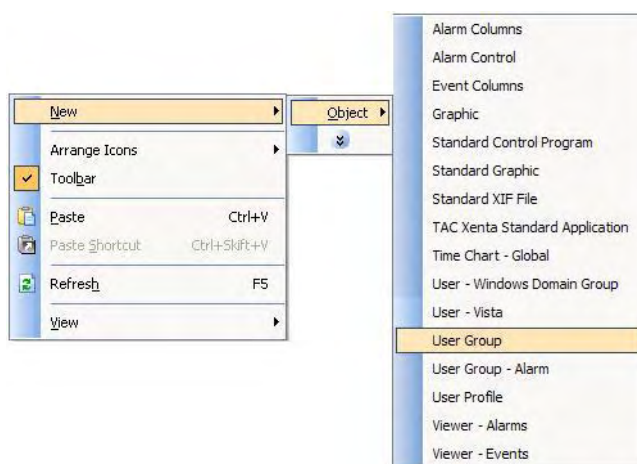 New
Arrange Icons
Toolbar
Paste Ctrl+V
Paste Shortcut Ctrl+Skift+V
Refresh F5
View
Object
Alarm Columns
Alarm Control
Event Columns
Graphic
Standard Control Program
Standard Graphic
Standard XIF File
TAC Xenta Standard Application
Time Chart - Global
User - Windows Domain Group
User - Vista
User Group
User Group - Alarm
User Profile
Viewer - Alarms
Viewer - Events